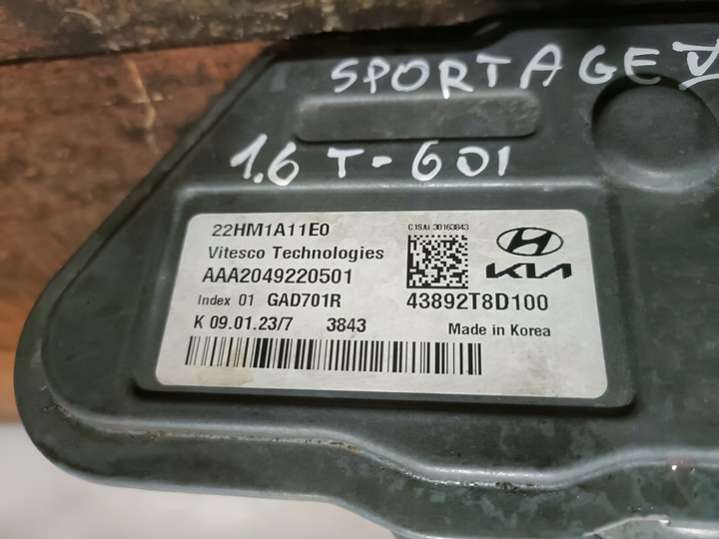 SPORTAGE V
1.6 T-GDI
22HM1A11E0
C1SAI 30163843
Vitesco Technologies
AAA2049220501
KIA
Index 01 GAD701R
43892T8D100
K 09.01.23/7 3843
Made in Korea